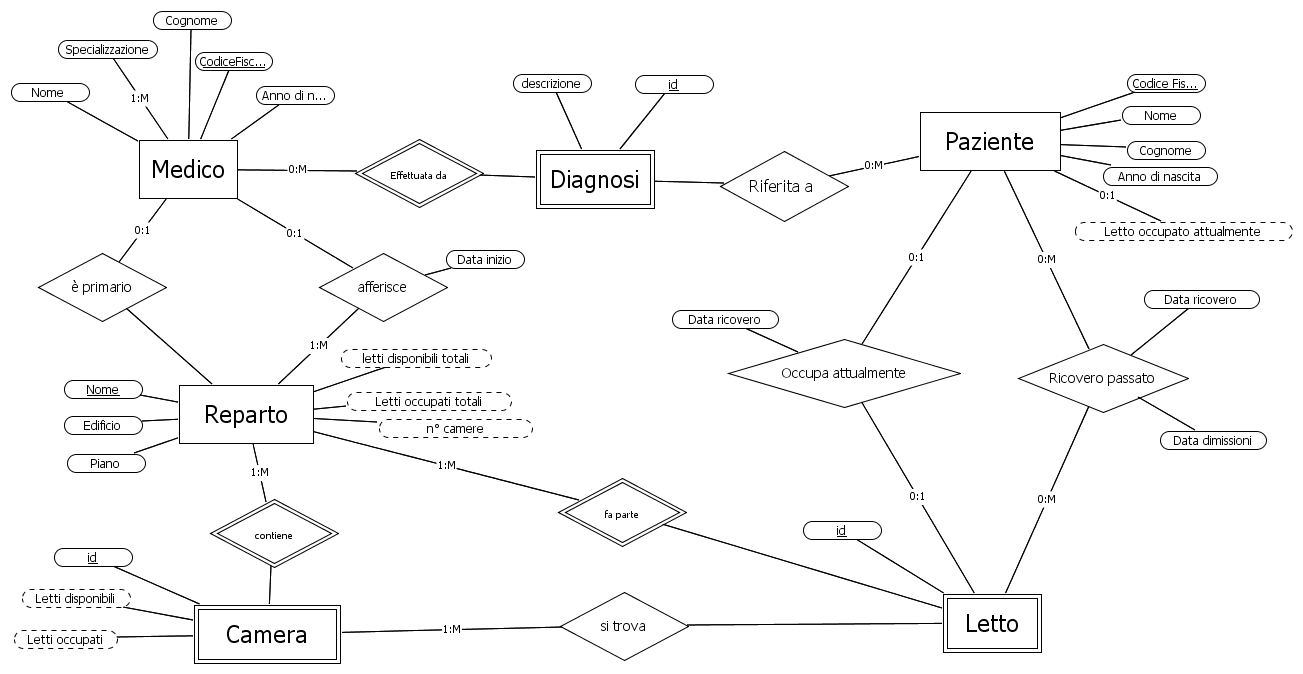 Cognome
Specializzazione
CodiceFisc...
Nome
1:M
Anno di n...
Medico
0:M
Effettuata da
descrizione
id
Diagnosi
Riferita a
0:M
Paziente
Codice Fis...
Nome
Cognome
Anno di nascita
0:1
Letto occupato attualmente
0:1
0:1
è primario
afferisce
Data inizio
1:M
0:1
0:M
Data ricovero
Data ricovero
Occupa attualmente
Ricovero passato
Data dimissioni
letti disponibili totali
Letti occupati totali
n° camere
Nome
Edificio
Piano
Reparto
1:M
1:M
contiene
fa parte
0:1
0:M
id
id
Letti disponibili
Letti occupati
Camera
1:M
si trova
Letto